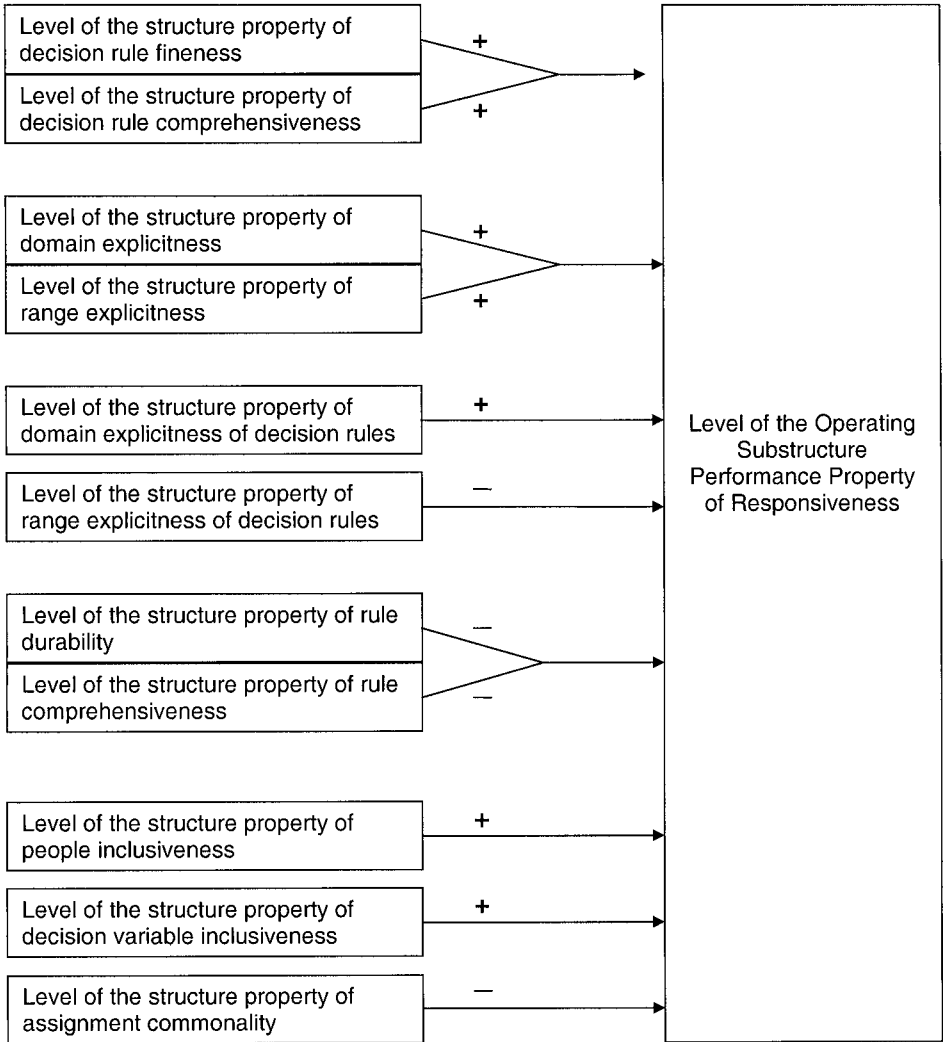 Level of the structure property of
decision rule fineness
+
Level of the structure property of
decision rule comprehensiveness
+
Level of the structure property of
domain explicitness
+
Level of the structure property of
range explicitness
+
Level of the structure property of
domain explicitness of decision rules
+
Level of the structure property of
range explicitness of decision rules
—
Level of the structure property of rule
durability
—
Level of the structure property of rule
comprehensiveness
—
Level of the structure property of
people inclusiveness
+
Level of the structure property of
decision variable inclusiveness
+
Level of the structure property of
assignment commonality
—
Level of the Operating
Substructure
Performance Property
of Responsiveness